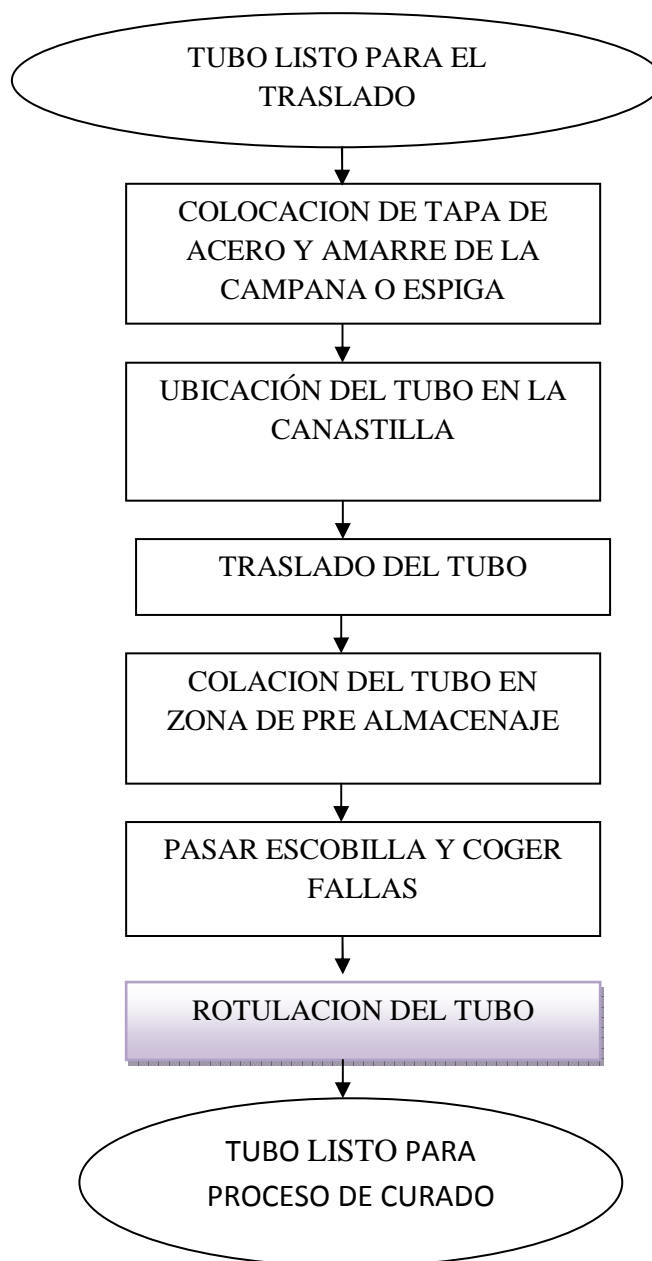 TUBO LISTO PARA EL
TRASLADO
COLOCACION DE TAPA DE
ACERO Y AMARRE DE LA
CAMPANA O ESPIGA
UBICACIÓN DEL TUBO EN LA
CANASTILLA
TRASLADO DEL TUBO
COLACION DEL TUBO EN
ZONA DE PRE ALMACENAJE
PASAR ESCOBILLA Y COGER
FALLAS
ROTULACION DEL TUBO
TUBO LISTO PARA
PROCESO DE CURADO